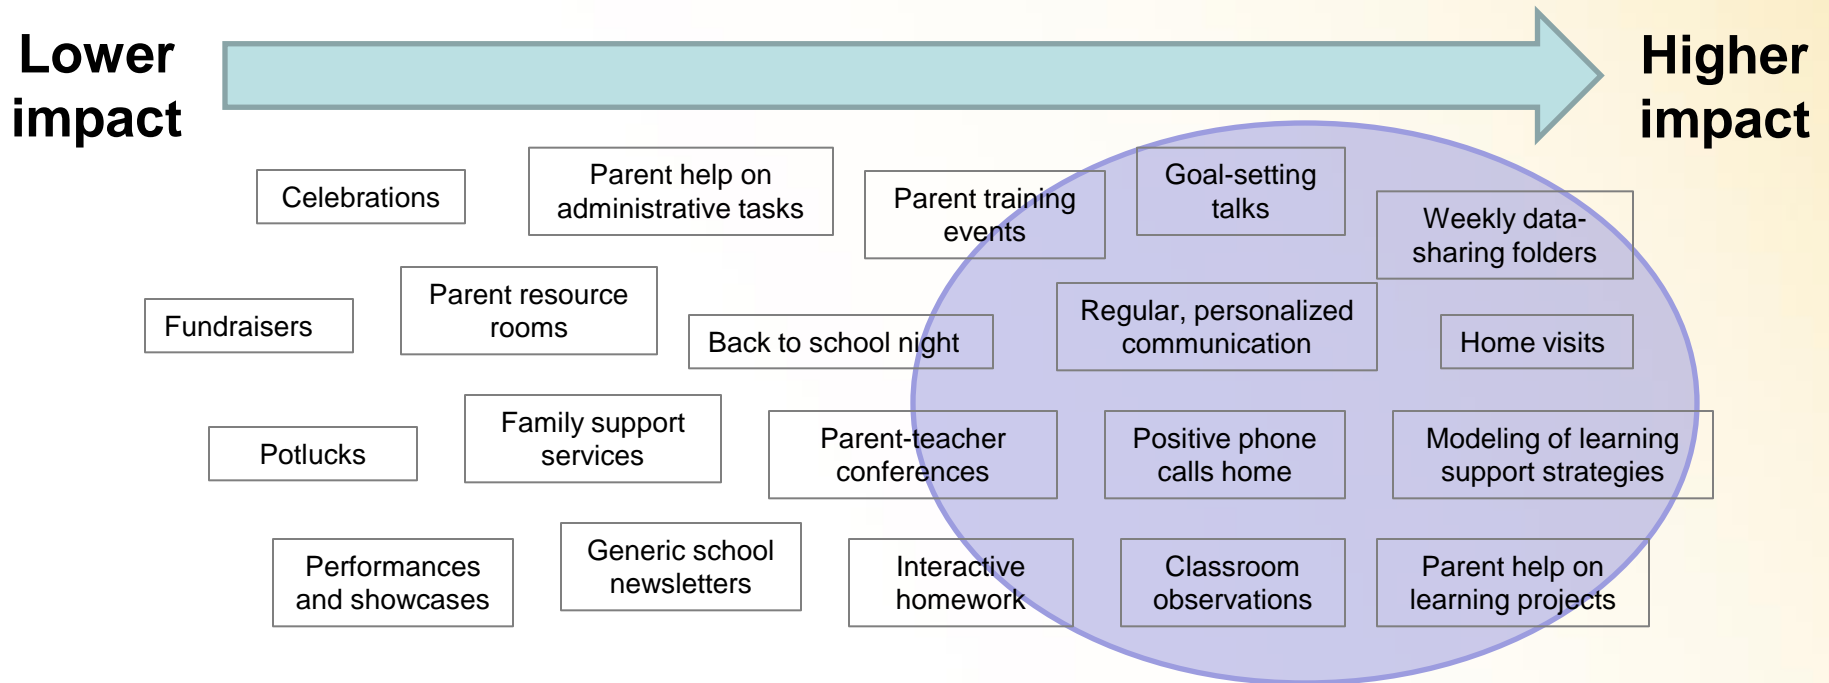 Lower
impact
Higher
impact
Celebrations
Parent help on
administrative tasks
Parent training
events
Goal-setting
talks
Weekly data-
sharing folders
Fundraisers
Parent resource
rooms
Back to school night
Regular, personalized
communication
Home visits
Potlucks
Family support
services
Parent-teacher
conferences
Positive phone
calls home
Modeling of learning
support strategies
Performances
and showcases
Generic school
newsletters
Interactive
homework
Classroom
observations
Parent help on
learning projects